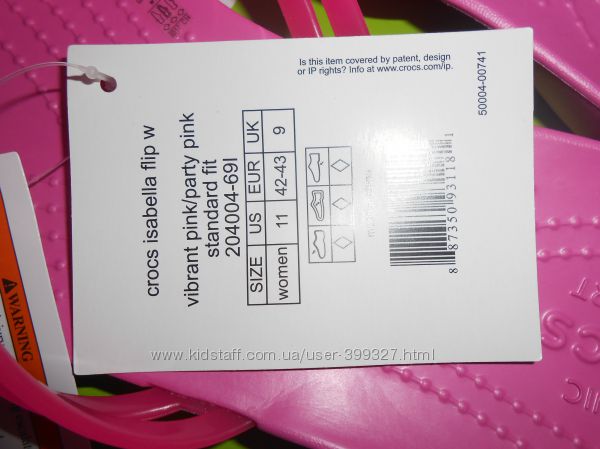 Is this item covered by patent, design
or IP rights? Info at www.crocs.com/ip.
50004-00741
crocs isabella flip w
vibrant pink/party pink
standard fit
204004-69I
SIZE US EUR UK
women 11 42-43 9
8 87350 93118 1
WARNING
www.kidstaff.com.ua/user-399327.html